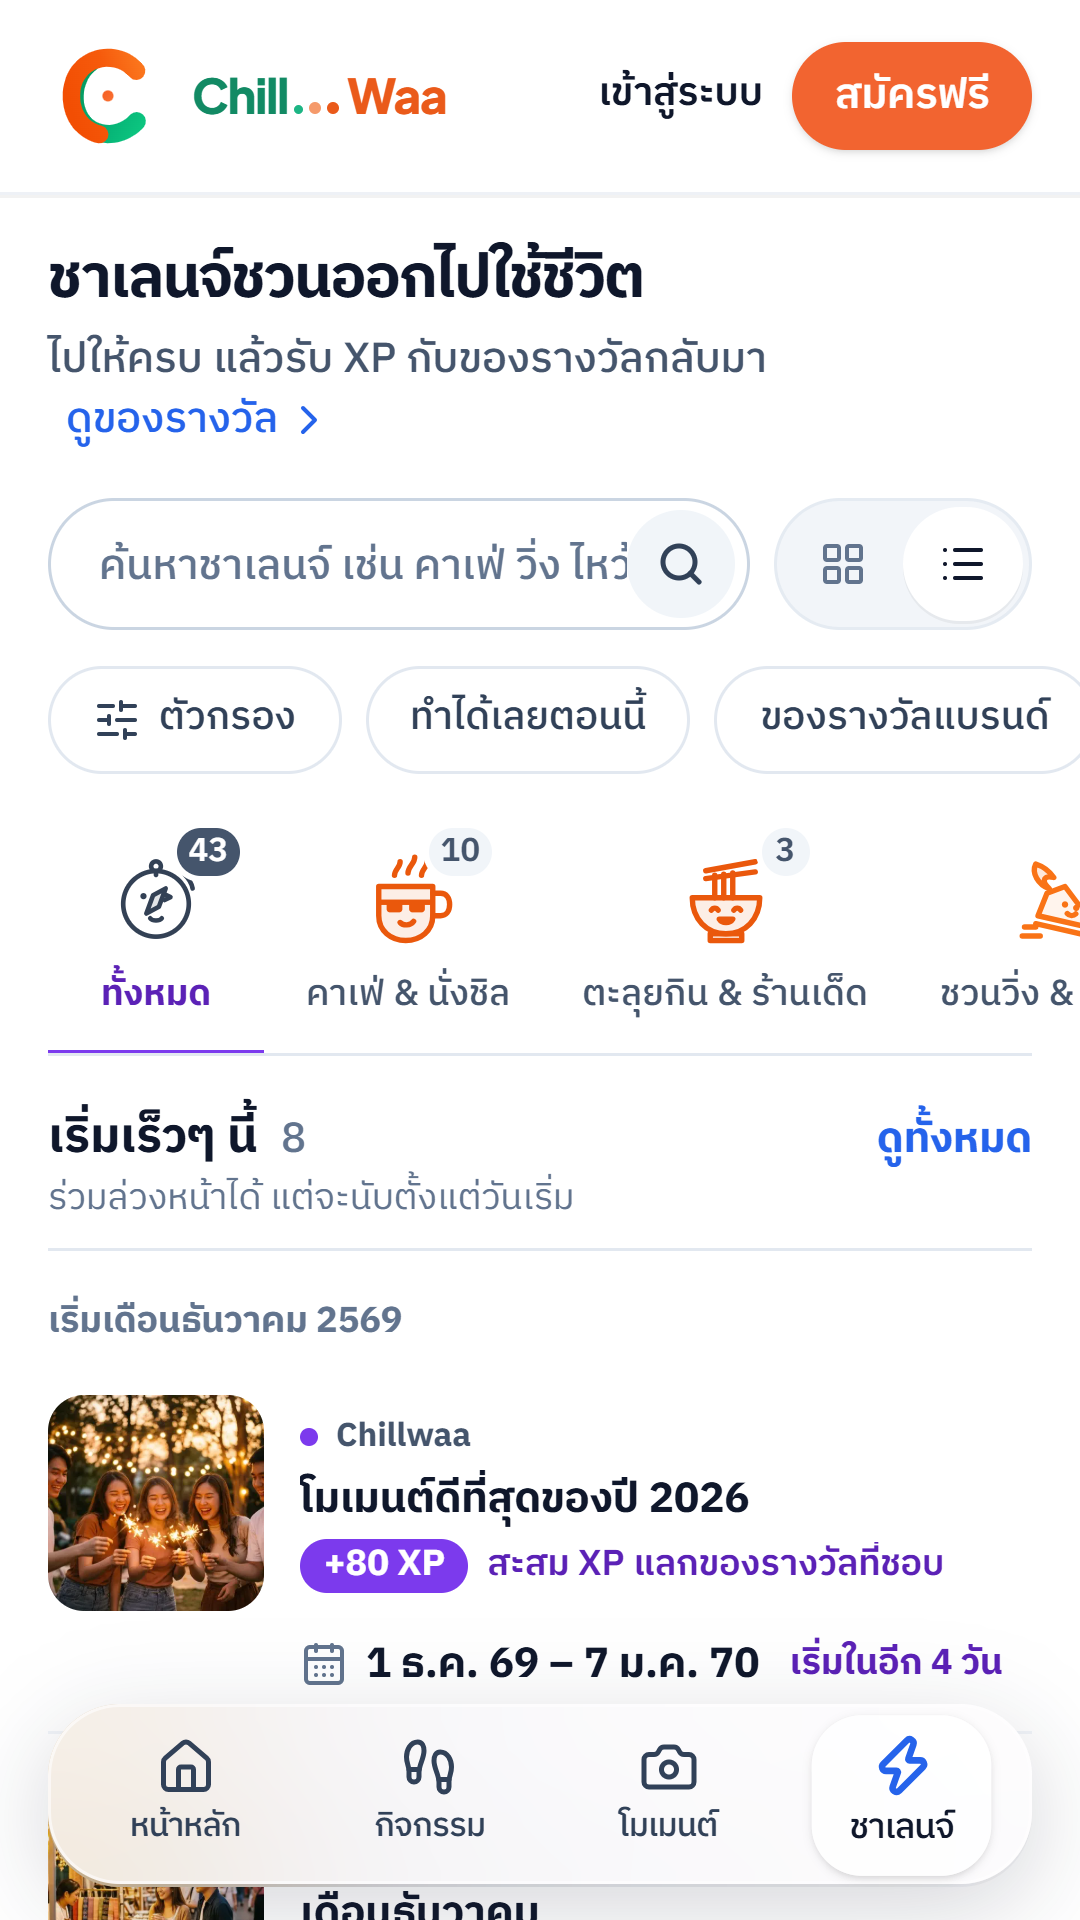 Chill...Waa
เข้าสู่ระบบ
สมัครฟรี
ชาเลนจ์ชวนออกไปใช้ชีวิต
ไปให้ครบ แล้วรับ XP กับของรางวัลกลับมา
ดูของรางวัล
ค้นหาชาเลนจ์ เช่น คาเฟ่ วิ่ง ไหว้
ตัวกรอง
ทำได้เลยตอนนี้
ของรางวัลแบรนด์
43
10
3
ทั้งหมด
คาเฟ่ & นั่งชิล
ตะลุยกิน & ร้านเด็ด
ชวนวิ่ง &
เริ่มเร็วๆ นี้ 8
ดูทั้งหมด
ร่วมล่วงหน้าได้ แต่จะนับตั้งแต่วันเริ่ม
เริ่มเดือนธันวาคม 2569
Chillwaa
โมเมนต์ดีที่สุดของปี 2026
+80 XP สะสม XP แลกของรางวัลที่ชอบ
1 ธ.ค. 69 – 7 ม.ค. 70 เริ่มในอีก 4 วัน
หน้าหลัก
กิจกรรม
โมเมนต์
ชาเลนจ์
เดือนธันวาคม